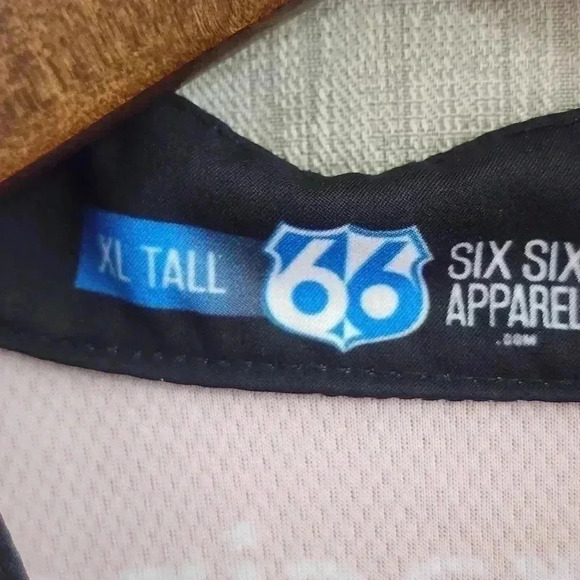 XL TALL
66
SIX SIX
APPAREL
.COM